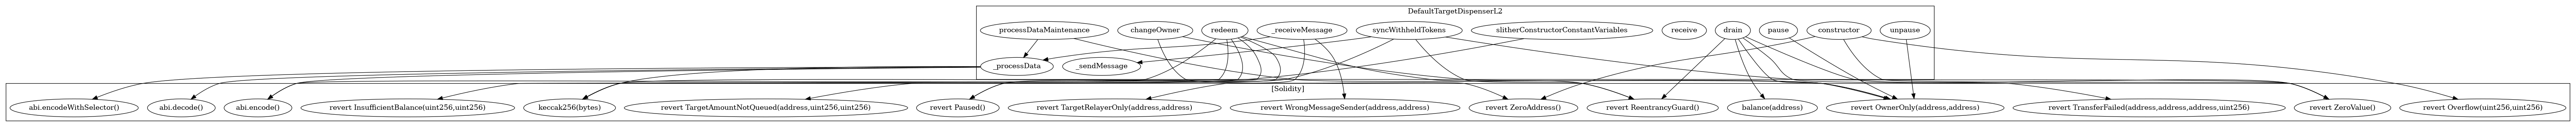 DefaultTargetDispenserL2
processDataMaintenance
changeOwner
redeem
_receiveMessage
syncWithheldTokens
slitherConstructorConstantVariables
receive
drain
pause
constructor
unpause
_processData
_sendMessage
[Solidity]
abi.encodeWithSelector()
abi.decode()
abi.encode()
revert InsufficientBalance(uint256,uint256)
keccak256(bytes)
revert TargetAmountNotQueued(address,uint256,uint256)
revert Paused()
revert TargetRelayerOnly(address,address)
revert WrongMessageSender(address,address)
revert ZeroAddress()
revert ReentrancyGuard()
balance(address)
revert OwnerOnly(address,address)
revert TransferFailed(address,address,address,uint256)
revert ZeroValue()
revert Overflow(uint256,uint256)